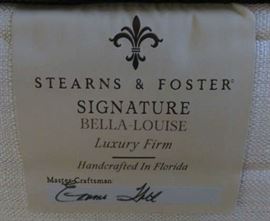 STEARNS & FOSTER®
SIGNATURE
BELLA-LOUISE
Luxury Firm
Handcrafted In Florida
Master Craftsman: